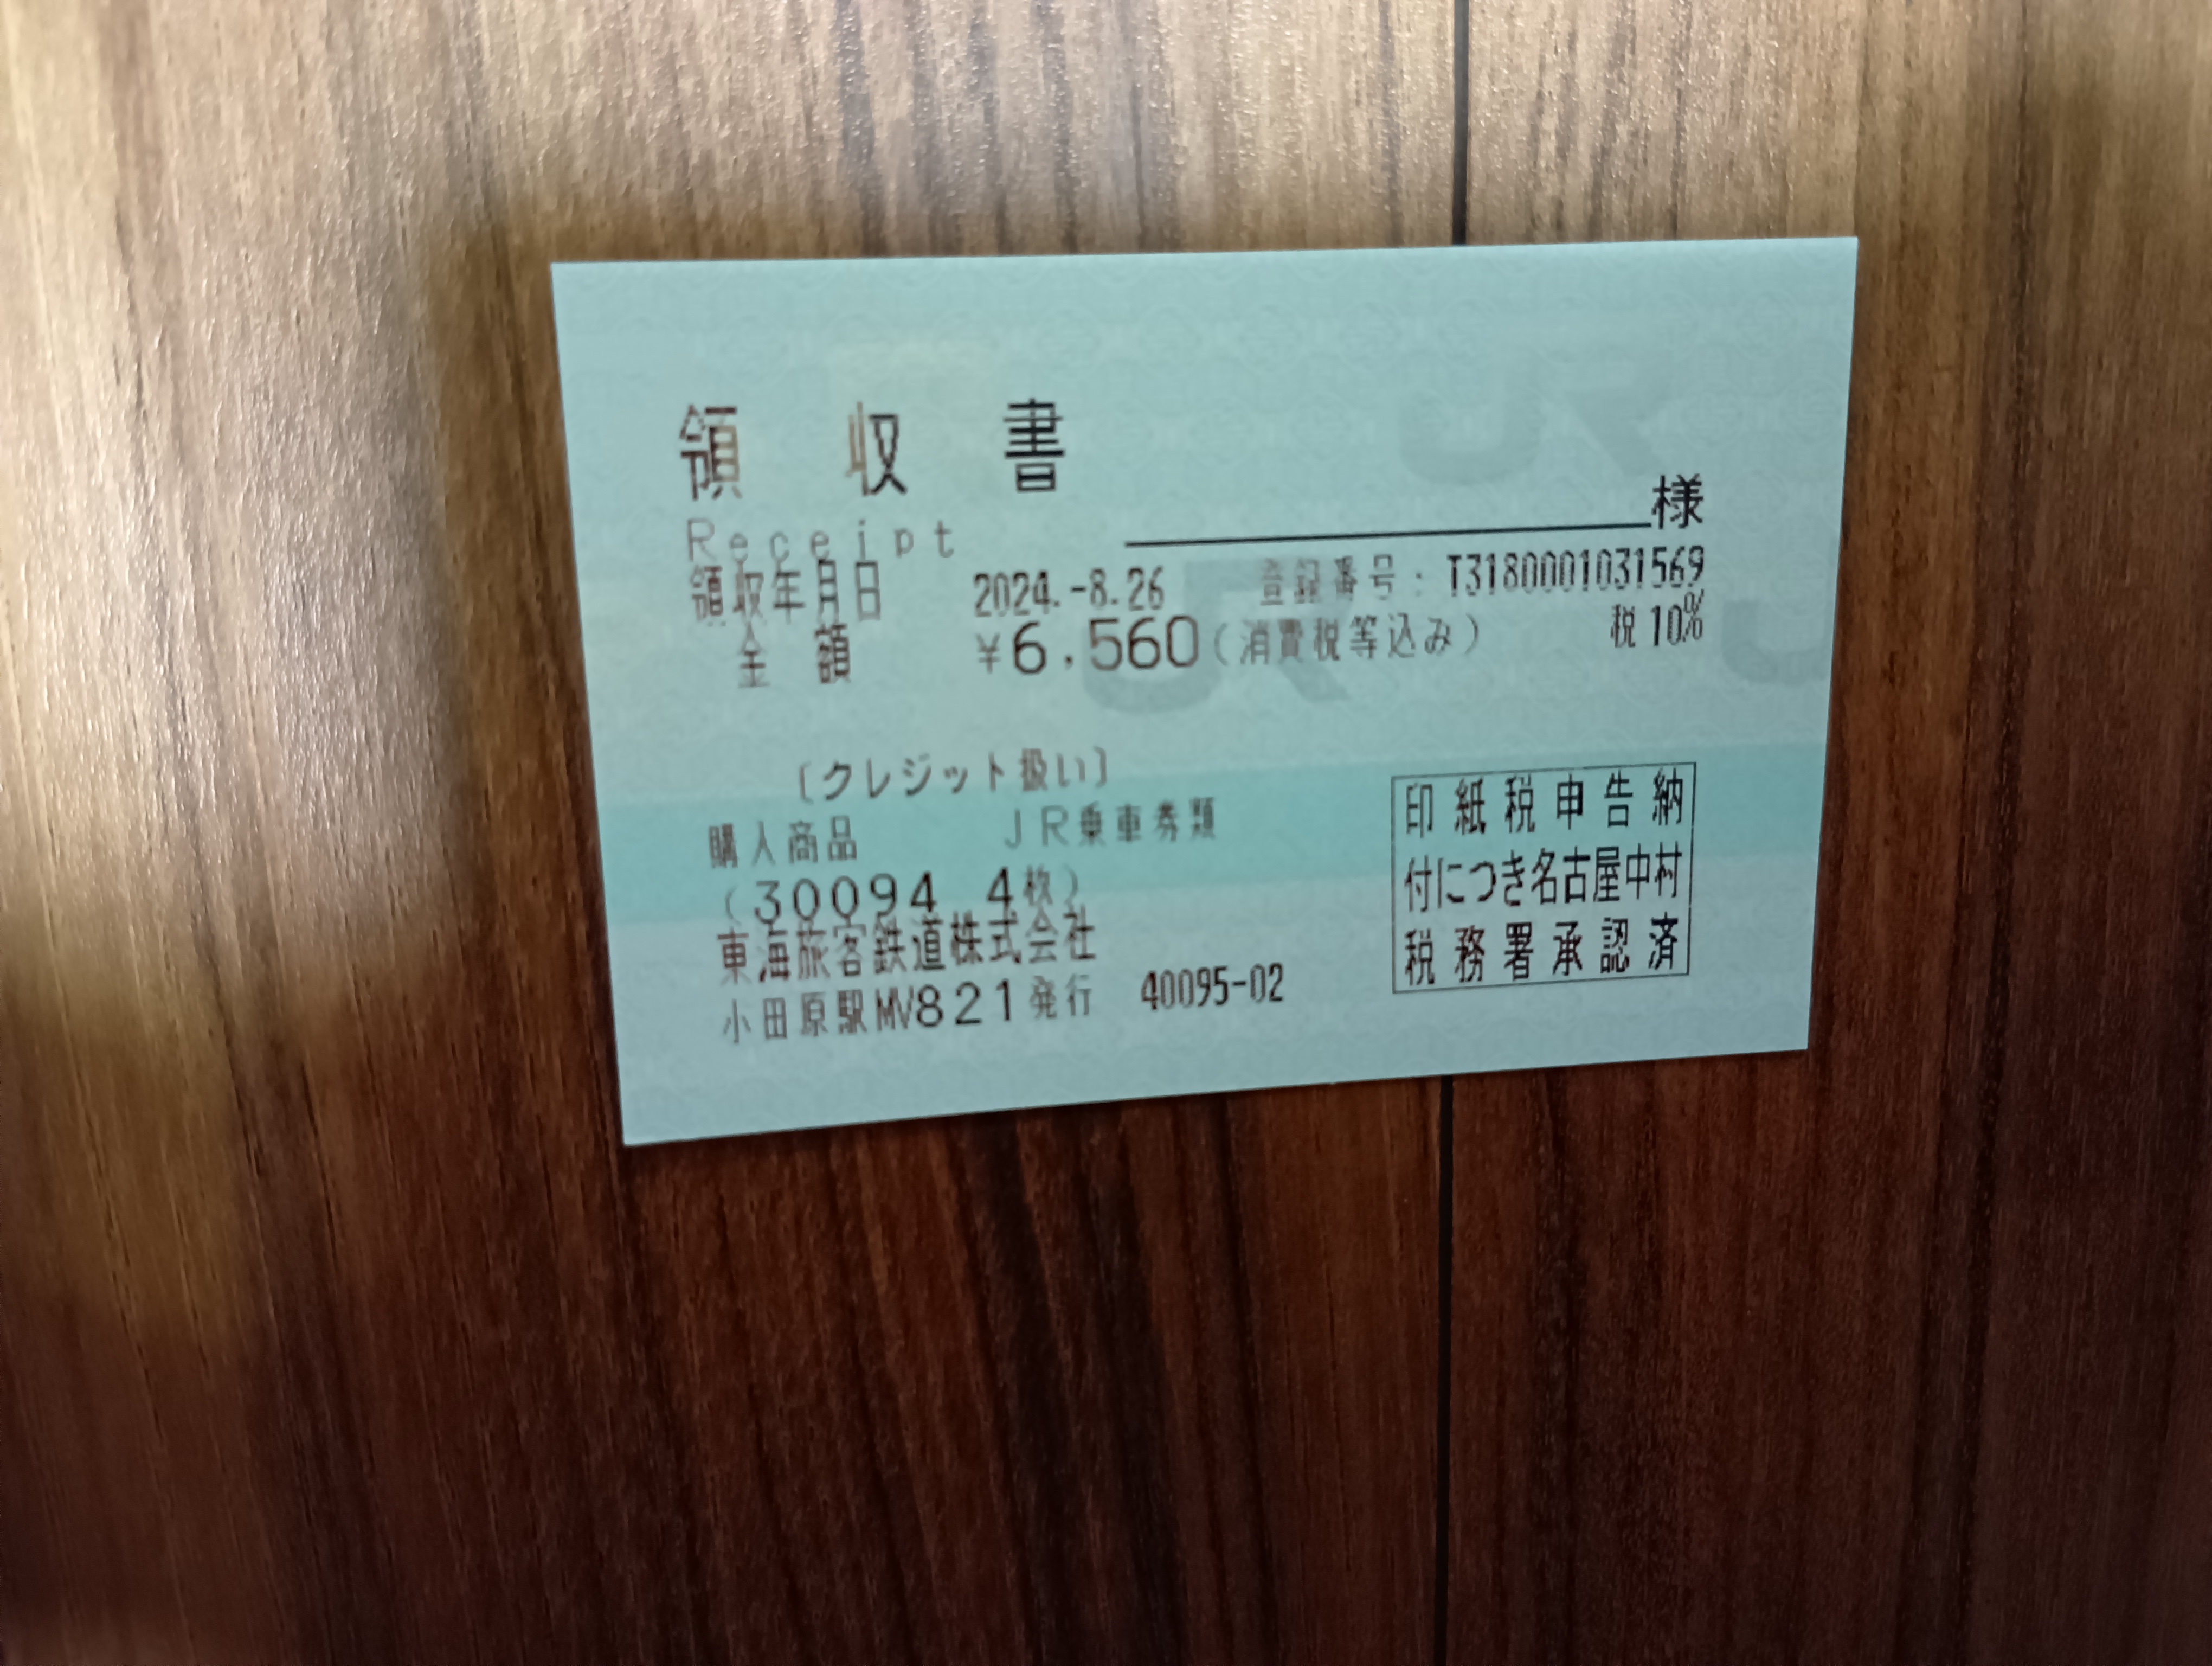 領収書
様
Receipt
領収年月日 2024.-8.26 登録番号：T3180001031569
金額 ¥6,560(消費税等込み) 税10%
〔クレジット扱い〕
購入商品 JR乗車券類
(30094 4枚)
東海旅客鉄道株式会社
小田原駅MV821発行 40095-02
印紙税申告納
付につき名古屋中村
税務署承認済
JR
JR
J